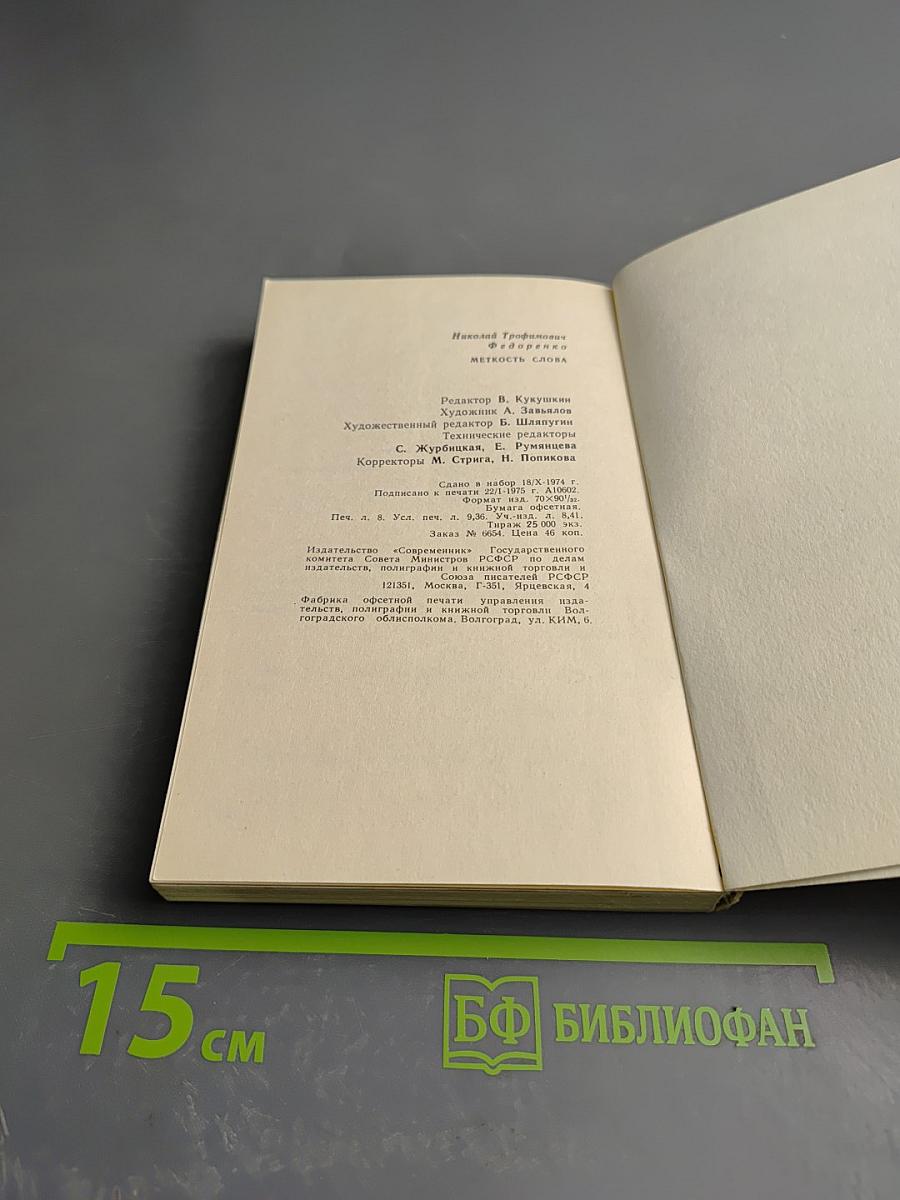 Николай Трофимович
Федоренко
МЕТКОСТЬ СЛОВА
Редактор В. Кукушкин
Художник А. Завьялов
Художественный редактор Б. Шляпугин
Технические редакторы
С. Журбицкая, Е. Румянцева
Корректоры М. Стрига, Н. Попикова
Сдано в набор 18/X-1974 г.
Подписано к печати 22/I-1975 г. А10602.
Формат изд. 70×90¹/₃₂.
Бумага офсетная.
Печ. л. 8. Усл. печ. л. 9,36. Уч.-изд. л. 8,41.
Тираж 25 000 экз.
Заказ № 6654. Цена 46 коп.
Издательство «Современник» Государственного
комитета Совета Министров РСФСР по делам
издательств, полиграфии и книжной торговли и
Союза писателей РСФСР
121351, Москва, Г-351, Ярцевская, 4
Фабрика офсетной печати управления изда-
тельств, полиграфии и книжной торговли Вол-
гоградского облисполкома. Волгоград, ул. КИМ, 6.
15 см
БФ БИБЛИОФАН